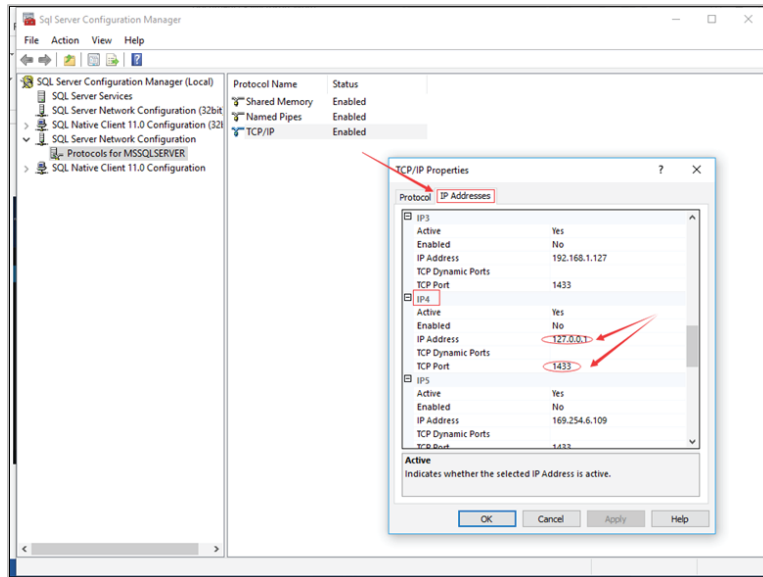 Sql Server Configuration Manager
File Action View Help
SQL Server Configuration Manager (Local)
SQL Server Services
SQL Server Network Configuration (32bit
SQL Native Client 11.0 Configuration (32
SQL Server Network Configuration
Protocols for MSSQLSERVER
SQL Native Client 11.0 Configuration
Protocol Name Status
Shared Memory Enabled
Named Pipes Enabled
TCP/IP Enabled
TCP/IP Properties ? X
Protocol IP Addresses
IP3
Active Yes
Enabled No
IP Address 192.168.1.127
TCP Dynamic Ports
TCP Port 1433
IP4
Active Yes
Enabled No
IP Address 127.0.0.1
TCP Dynamic Ports
TCP Port 1433
IP5
Active Yes
Enabled No
IP Address 169.254.6.109
TCP Dynamic Ports
TCP Port 1433
Active
Indicates whether the selected IP Address is active.
OK Cancel Apply Help